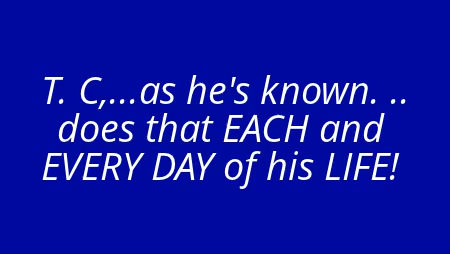 T. C,...as he's known. ..
does that EACH and
EVERY DAY of his LIFE!